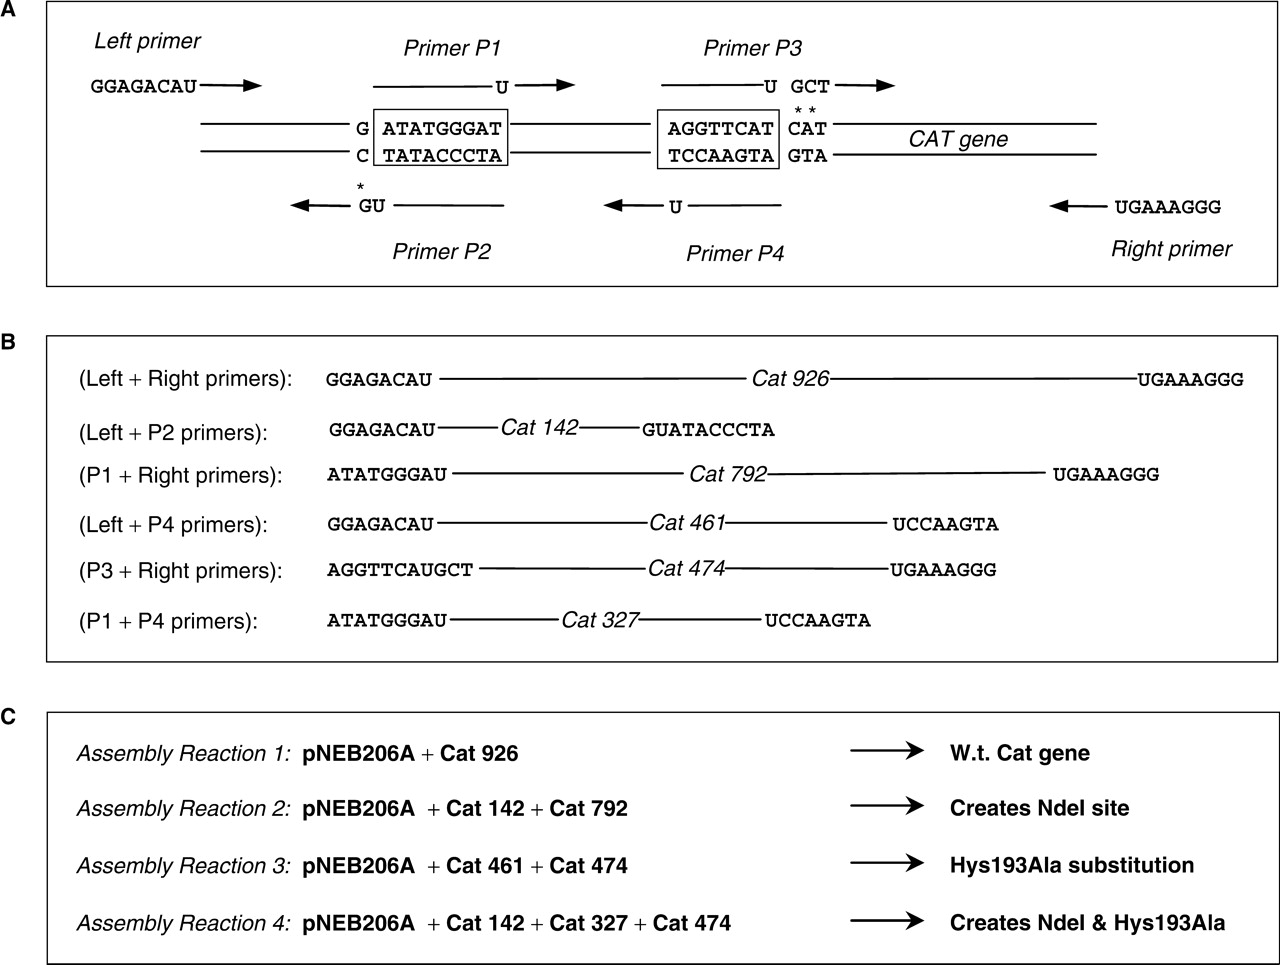 A
Left primer
Primer P1
Primer P3
GGAGACAU
U
U GCT
* *
G ATATGGGAT
AGGTTCAT CAT
CAT gene
C TATACCCTA
TCCAAGTA GTA
*
GU
U
UGAAAGGG
Primer P2
Primer P4
Right primer
B
(Left + Right primers): GGAGACAU Cat 926 UGAAAGGG
(Left + P2 primers): GGAGACAU Cat 142 GUATACCCTA
(P1 + Right primers): ATATGGGAU Cat 792 UGAAAGGG
(Left + P4 primers): GGAGACAU Cat 461 UCCAAGTA
(P3 + Right primers): AGGTTCAUGCT Cat 474 UGAAAGGG
(P1 + P4 primers): ATATGGGAU Cat 327 UCCAAGTA
C
Assembly Reaction 1: pNEB206A + Cat 926 W.t. Cat gene
Assembly Reaction 2: pNEB206A + Cat 142 + Cat 792 Creates NdeI site
Assembly Reaction 3: pNEB206A + Cat 461 + Cat 474 Hys193Ala substitution
Assembly Reaction 4: pNEB206A + Cat 142 + Cat 327 + Cat 474 Creates NdeI & Hys193Ala